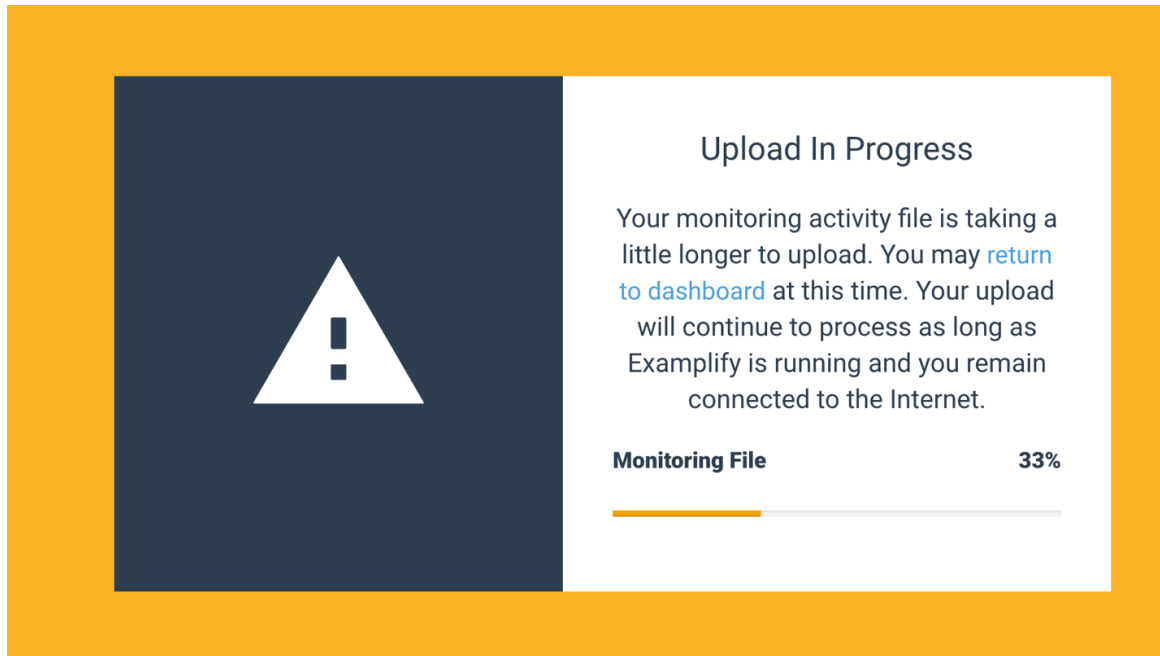 Upload In Progress
Your monitoring activity file is taking a
little longer to upload. You may return
to dashboard at this time. Your upload
will continue to process as long as
Examplify is running and you remain
connected to the Internet.
Monitoring File 33%